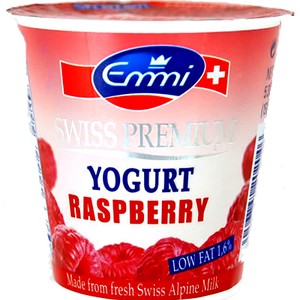 Emmi
SWISS PREMIUM
YOGURT
RASPBERRY
LOW FAT 1.6%
Made from fresh Swiss Alpine Milk